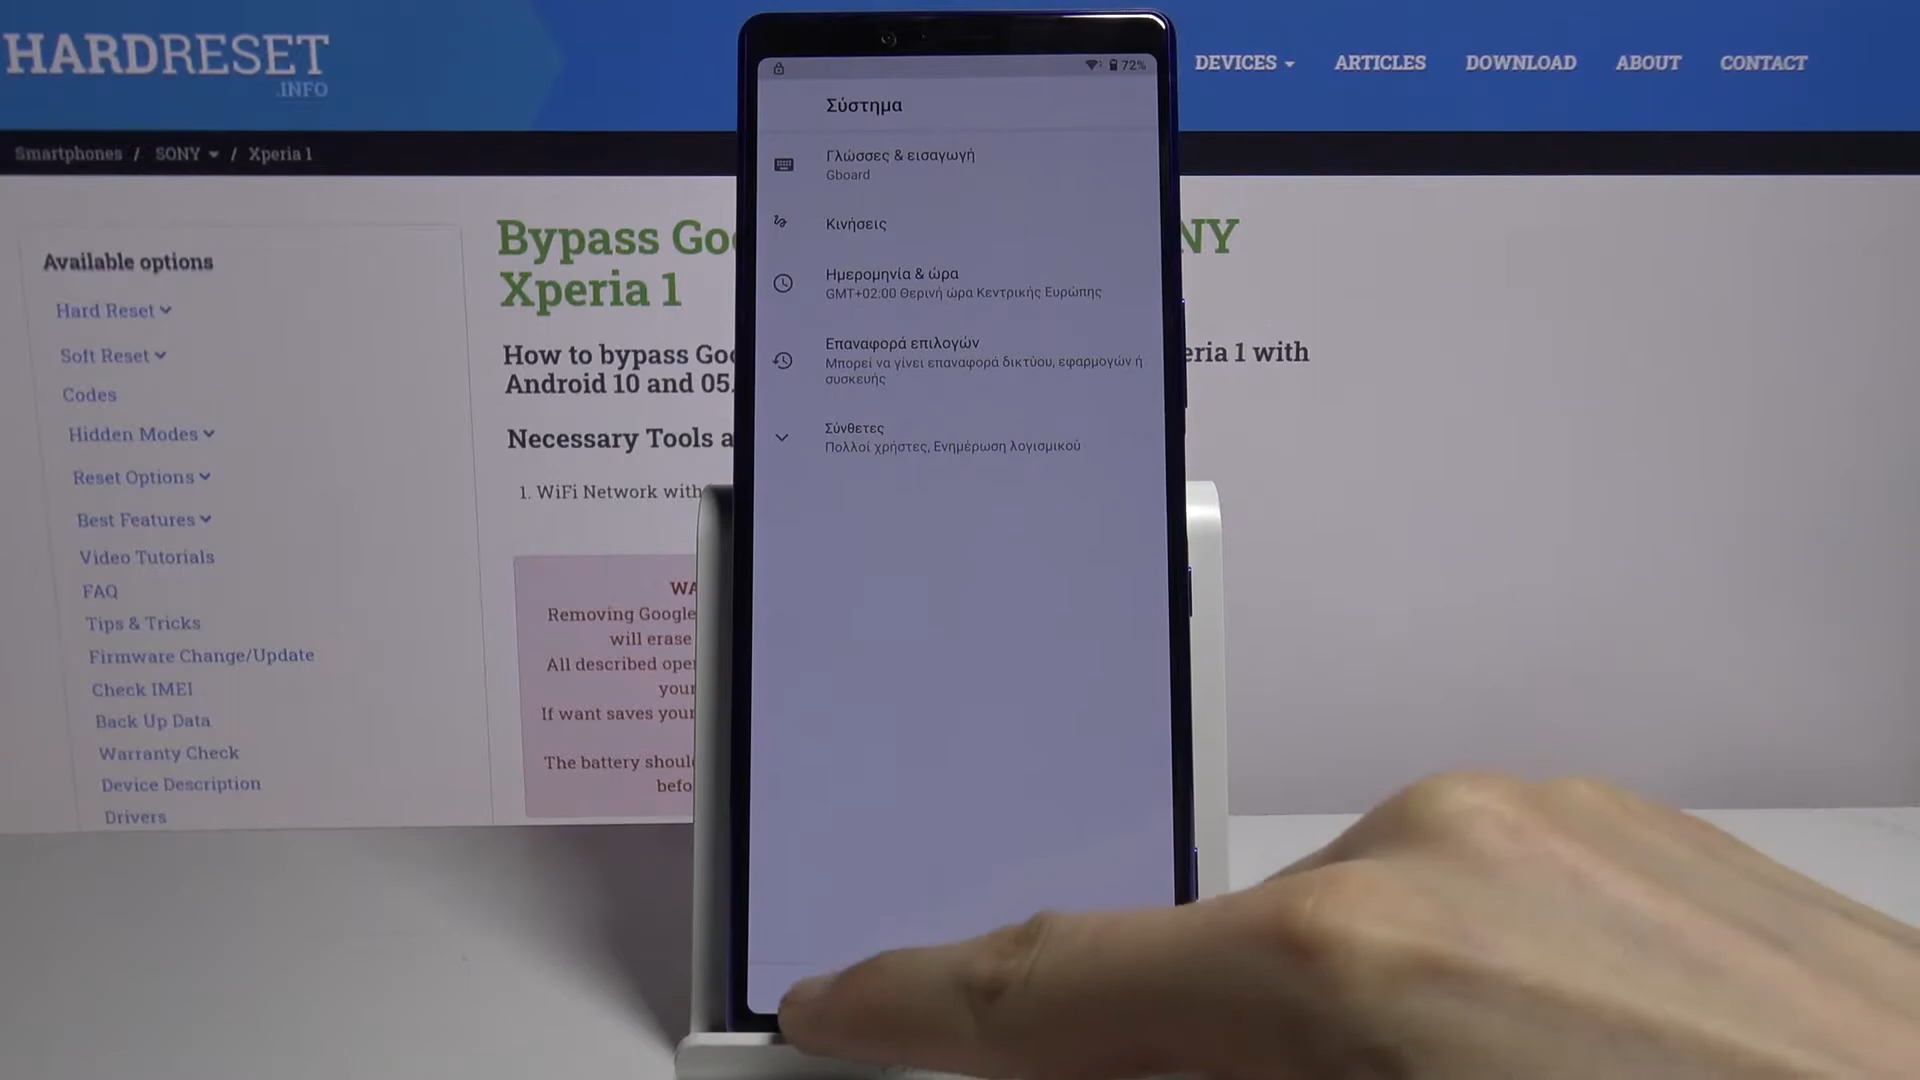 HARDRESET
.INFO
DEVICES
ARTICLES
DOWNLOAD
ABOUT
CONTACT
Smartphones / SONY / Xperia 1
Available options
Hard Reset
Soft Reset
Codes
Hidden Modes
Reset Options
Best Features
Video Tutorials
FAQ
Tips & Tricks
Firmware Change/Update
Check IMEI
Back Up Data
Warranty Check
Device Description
Drivers
Bypass Goo NY
Xperia 1
How to bypass Goo eria 1 with
Android 10 and 05.
Necessary Tools a
1. WiFi Network with
WA
Removing Google
will erase
All described oper
your
If want saves your
The battery shoul
befo
72%
Σύστημα
Γλώσσες & εισαγωγή
Gboard
Κινήσεις
Ημερομηνία & ώρα
GMT+02:00 Θερινή ώρα Κεντρικής Ευρώπης
Επαναφορά επιλογών
Μπορεί να γίνει επαναφορά δικτύου, εφαρμογών ή
συσκευής
Σύνθετες
Πολλοί χρήστες, Ενημέρωση λογισμικού